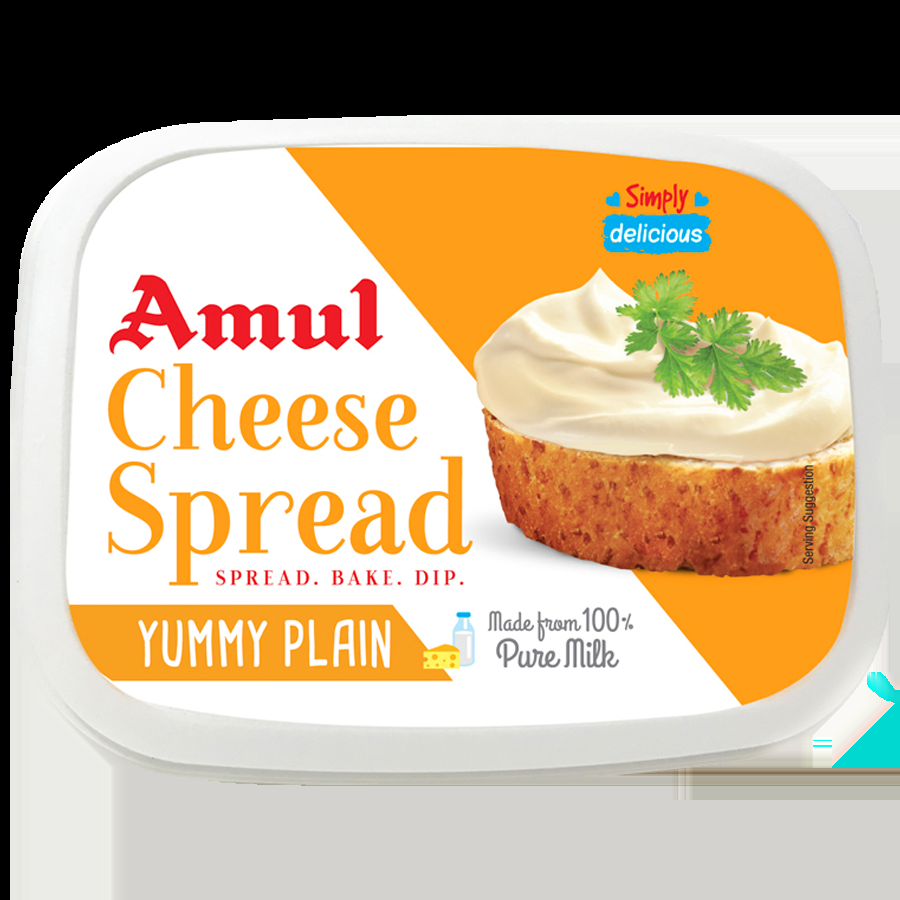 Simply
delicious
Amul
Cheese
Spread
SPREAD. BAKE. DIP.
YUMMY PLAIN
Made from 100%
Pure Milk
Serving Suggestion